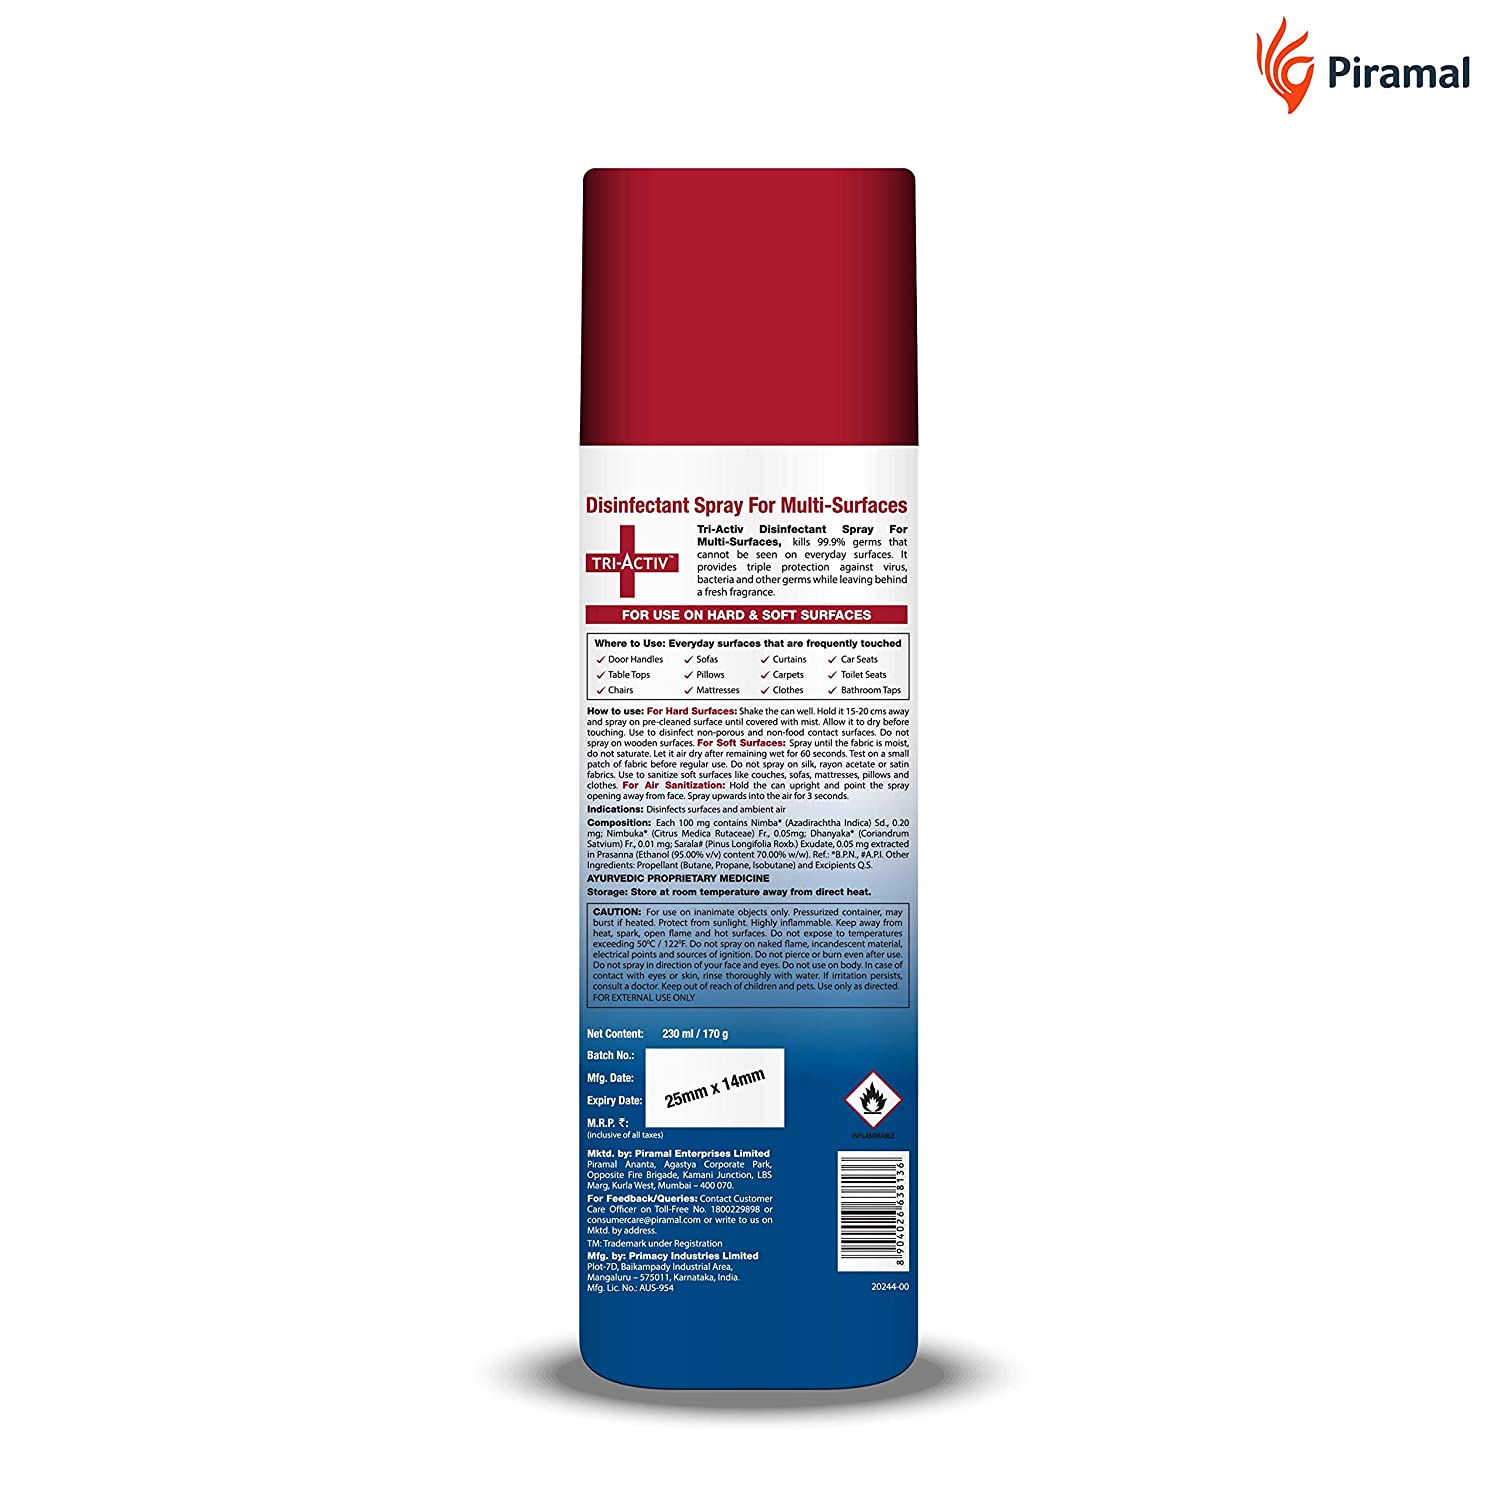 Piramal
Disinfectant Spray For Multi-Surfaces
TRI-ACTIV™
Tri-Activ Disinfectant Spray For
Multi-Surfaces, kills 99.9% germs that
cannot be seen on everyday surfaces. It
provides triple protection against virus,
bacteria and other germs while leaving behind
a fresh fragrance.
FOR USE ON HARD & SOFT SURFACES
Where to Use: Everyday surfaces that are frequently touched
✓ Door Handles ✓ Sofas ✓ Curtains ✓ Car Seats
✓ Table Tops ✓ Pillows ✓ Carpets ✓ Toilet Seats
✓ Chairs ✓ Mattresses ✓ Clothes ✓ Bathroom Taps
How to use: For Hard Surfaces: Shake the can well. Hold it 15-20 cms away
and spray on pre-cleaned surface until covered with mist. Allow it to dry before
touching. Use to disinfect non-porous and non-food contact surfaces. Do not
spray on wooden surfaces. For Soft Surfaces: Spray until the fabric is moist,
do not saturate. Let it air dry after remaining wet for 60 seconds. Test on a small
patch of fabric before regular use. Do not spray on silk, rayon acetate or satin
fabrics. Use to sanitize soft surfaces like couches, sofas, mattresses, pillows and
clothes. For Air Sanitization: Hold the can upright and point the spray
opening away from face. Spray upwards into the air for 3 seconds.
Indications: Disinfects surfaces and ambient air
Composition: Each 100 mg contains Nimba* (Azadirachtha Indica) Sd., 0.20
mg; Nimbuka* (Citrus Medica Rutaceae) Fr., 0.05mg; Dhanyaka* (Coriandrum
Satvium) Fr., 0.01 mg; Sarala# (Pinus Longifolia Roxb.) Exudate, 0.05 mg extracted
in Prasanna (Ethanol (95.00% v/v) content 70.00% w/w). Ref.: *B.P.N., #A.P.I. Other
Ingredients: Propellant (Butane, Propane, Isobutane) and Excipients Q.S.
AYURVEDIC PROPRIETARY MEDICINE
Storage: Store at room temperature away from direct heat.
CAUTION: For use on inanimate objects only. Pressurized container, may
burst if heated. Protect from sunlight. Highly inflammable. Keep away from
heat, spark, open flame and hot surfaces. Do not expose to temperatures
exceeding 50⁰C / 122⁰F. Do not spray on naked flame, incandescent material,
electrical points and sources of ignition. Do not pierce or burn even after use.
Do not spray in direction of your face and eyes. Do not use on body. In case of
contact with eyes or skin, rinse thoroughly with water. If irritation persists,
consult a doctor. Keep out of reach of children and pets. Use only as directed.
FOR EXTERNAL USE ONLY
Net Content: 230 ml / 170 g
Batch No.:
Mfg. Date:
Expiry Date:
M.R.P. ₹:
(inclusive of all taxes)
25mm x 14mm
INFLAMMABLE
Mktd. by: Piramal Enterprises Limited
Piramal Ananta, Agastya Corporate Park,
Opposite Fire Brigade, Kamani Junction, LBS
Marg, Kurla West, Mumbai – 400 070.
For Feedback/Queries: Contact Customer
Care Officer on Toll-Free No. 1800229898 or
consumercare@piramal.com or write to us on
Mktd. by address.
TM: Trademark under Registration
Mfg. by: Primacy Industries Limited
Plot-7D, Baikampady Industrial Area,
Mangaluru – 575011, Karnataka, India.
Mfg. Lic. No.: AUS-954
8 904026 638136
20244-00